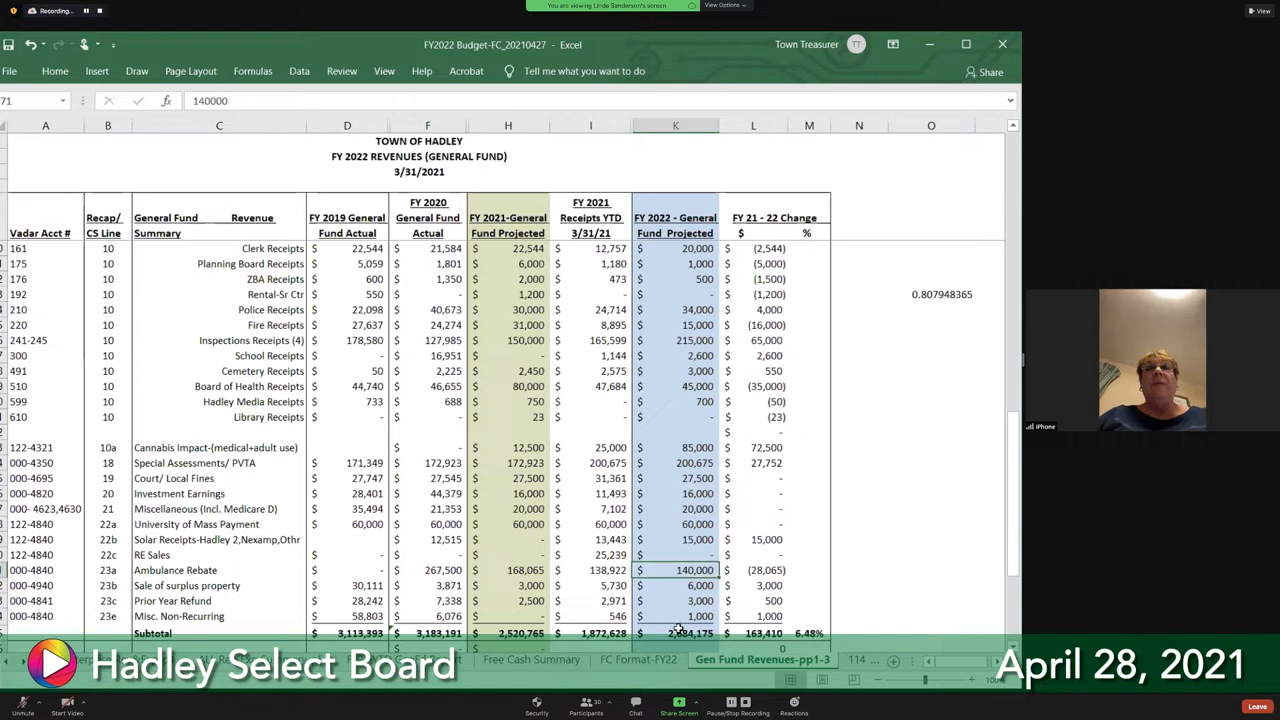 Recording...
You are viewing Linda Sanderson's screen View Options
View
FY2022 Budget-FC_20210427 - Excel
Town Treasurer TT
File Home Insert Draw Page Layout Formulas Data Review View Help Acrobat Tell me what you want to do Share
71 fx 140000
A B C D F H I K L M N O
TOWN OF HADLEY
FY 2022 REVENUES (GENERAL FUND)
3/31/2021
FY 2020 FY 2021
Recap/ General Fund Revenue FY 2019 General General Fund FY 2021-General Receipts YTD FY 2022 - General FY 21 - 22 Change
Vadar Acct # CS Line Summary Fund Actual Actual Fund Projected 3/31/21 Fund Projected $ %
161 10 Clerk Receipts $ 22,544 $ 21,584 $ 22,544 $ 12,757 $ 20,000 $ (2,544)
175 10 Planning Board Receipts $ 5,059 $ 1,801 $ 6,000 $ 1,180 $ 1,000 $ (5,000)
176 10 ZBA Receipts $ 600 $ 1,350 $ 2,000 $ 473 $ 500 $ (1,500)
192 10 Rental-Sr Ctr $ 550 $ - $ 1,200 $ - $ - $ (1,200) 0.807948365
210 10 Police Receipts $ 22,098 $ 40,673 $ 30,000 $ 24,714 $ 34,000 $ 4,000
220 10 Fire Receipts $ 27,637 $ 24,274 $ 31,000 $ 8,895 $ 15,000 $ (16,000)
241-245 10 Inspections Receipts (4) $ 178,580 $ 127,985 $ 150,000 $ 165,599 $ 215,000 $ 65,000
300 10 School Receipts $ - $ 16,951 $ - $ 1,144 $ 2,600 $ 2,600
491 10 Cemetery Receipts $ 50 $ 2,225 $ 2,450 $ 2,575 $ 3,000 $ 550
510 10 Board of Health Receipts $ 44,740 $ 46,655 $ 80,000 $ 47,684 $ 45,000 $ (35,000)
599 10 Hadley Media Receipts $ 733 $ 688 $ 750 $ - $ 700 $ (50)
610 10 Library Receipts $ - $ - $ 23 $ - $ - $ (23)
$ -
122-4321 10a Cannabis Impact-(medical+adult use) $ - $ 12,500 $ 25,000 $ 85,000 $ 72,500
000-4350 18 Special Assessments/ PVTA $ 171,349 $ 172,923 $ 172,923 $ 200,675 $ 200,675 $ 27,752
000-4695 19 Court/ Local Fines $ 27,747 $ 27,545 $ 27,500 $ 31,361 $ 27,500 $ -
000-4820 20 Investment Earnings $ 28,401 $ 44,379 $ 16,000 $ 11,493 $ 16,000 $ -
000- 4623,4630 21 Miscellaneous (Incl. Medicare D) $ 35,494 $ 21,353 $ 20,000 $ 7,102 $ 20,000 $ -
122-4840 22a University of Mass Payment $ 60,000 $ 60,000 $ 60,000 $ 60,000 $ 60,000 $ -
122-4840 22b Solar Receipts-Hadley 2,Nexamp,Othr $ 12,515 $ - $ 13,443 $ 15,000 $ 15,000
122-4840 22c RE Sales $ - $ - $ - $ 25,239 $ - $ -
000-4840 23a Ambulance Rebate $ - $ 267,500 $ 168,065 $ 138,922 $ 140,000 $ (28,065)
000-4940 23b Sale of surplus property $ 30,111 $ 3,871 $ 3,000 $ 5,730 $ 6,000 $ 3,000
000-4841 23c Prior Year Refund $ 28,242 $ 7,338 $ 2,500 $ 2,971 $ 3,000 $ 500
000-4840 23e Misc. Non-Recurring $ 58,803 $ 6,076 $ - $ 546 $ 1,000 $ 1,000
Subtotal $ 3,113,393 $ 3,183,191 $ 2,520,765 $ 1,872,628 $ 2,684,175 $ 163,410 6.48%
Free Cash Summary FC Format-FY22 Gen Fund Revenues-pp1-3 114 ...
Hadley Select Board April 28, 2021
iPhone
Unmute Start Video Security Participants 30 Chat Share Screen Pause/Stop Recording Reactions Leave